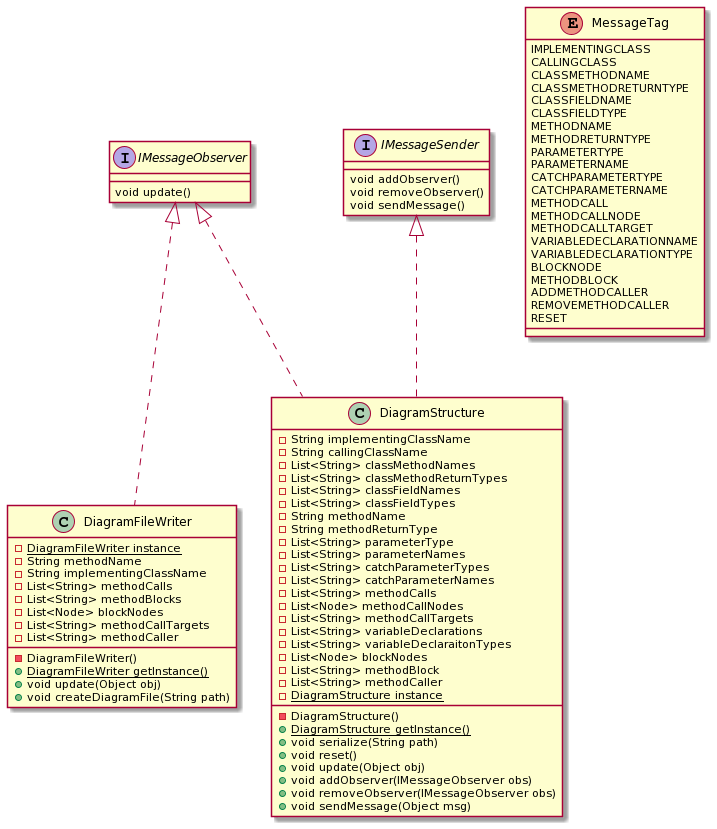 E MessageTag
IMPLEMENTINGCLASS
CALLINGCLASS
CLASSMETHODNAME
CLASSMETHODRETURNTYPE
CLASSFIELDNAME
CLASSFIELDTYPE
METHODNAME
METHODRETURNTYPE
PARAMETERTYPE
PARAMETERNAME
CATCHPARAMETERTYPE
CATCHPARAMETERNAME
METHODCALL
METHODCALLNODE
METHODCALLTARGET
VARIABLEDECLARATIONNAME
VARIABLEDECLARATIONTYPE
BLOCKNODE
METHODBLOCK
ADDMETHODCALLER
REMOVEMETHODCALLER
RESET
I IMessageObserver
void update()
I IMessageSender
void addObserver()
void removeObserver()
void sendMessage()
C DiagramStructure
String implementingClassName
String callingClassName
List<String> classMethodNames
List<String> classMethodReturnTypes
List<String> classFieldNames
List<String> classFieldTypes
String methodName
String methodReturnType
List<String> parameterType
List<String> parameterNames
List<String> catchParameterTypes
List<String> catchParameterNames
List<String> methodCalls
List<Node> methodCallNodes
List<String> methodCallTargets
List<String> variableDeclarations
List<String> variableDeclaraitonTypes
List<Node> blockNodes
List<String> methodBlock
List<String> methodCaller
DiagramStructure instance
DiagramStructure()
DiagramStructure getInstance()
void serialize(String path)
void reset()
void update(Object obj)
void addObserver(IMessageObserver obs)
void removeObserver(IMessageObserver obs)
void sendMessage(Object msg)
C DiagramFileWriter
DiagramFileWriter instance
String methodName
String implementingClassName
List<String> methodCalls
List<String> methodBlocks
List<Node> blockNodes
List<String> methodCallTargets
List<String> methodCaller
DiagramFileWriter()
DiagramFileWriter getInstance()
void update(Object obj)
void createDiagramFile(String path)